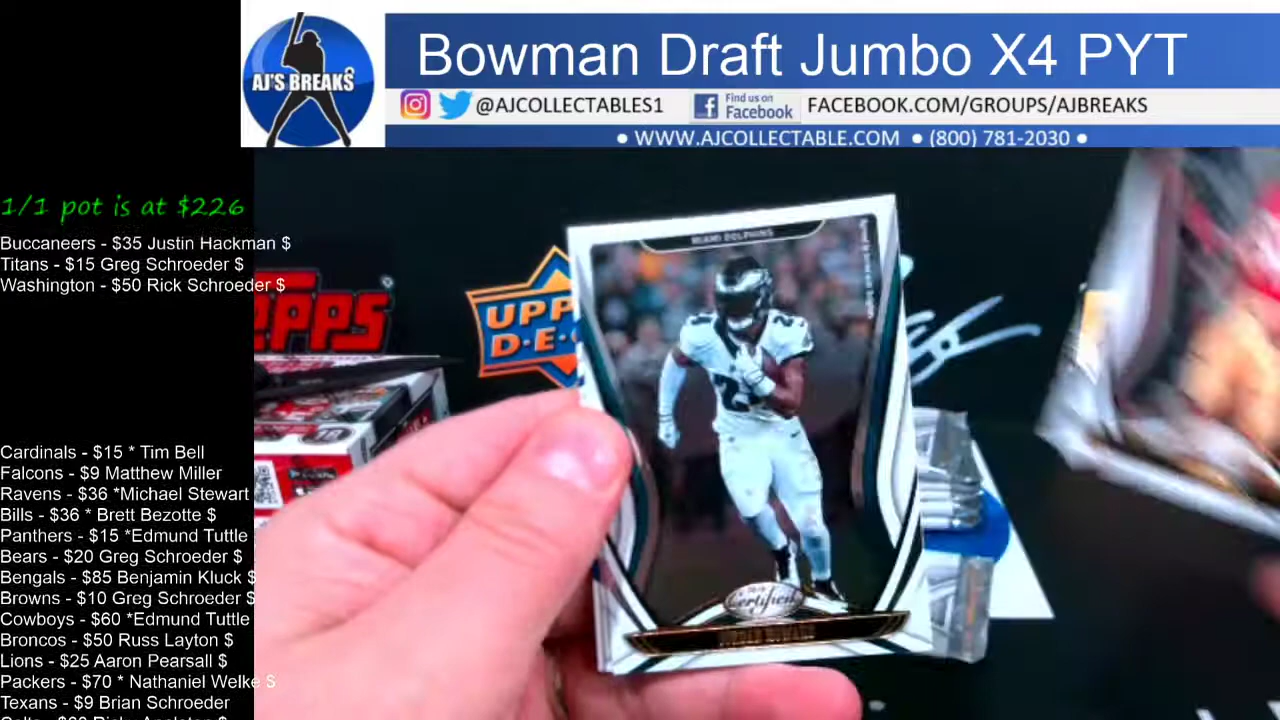 AJ'S BREAKS
Bowman Draft Jumbo X4 PYT
@AJCOLLECTABLES1
Find us on
Facebook
FACEBOOK.COM/GROUPS/AJBREAKS
• WWW.AJCOLLECTABLE.COM • (800) 781-2030 •
1/1 pot is at $226
Buccaneers - $35 Justin Hackman $
Titans - $15 Greg Schroeder $
Washington - $50 Rick Schroeder $
Cardinals - $15 * Tim Bell
Falcons - $9 Matthew Miller
Ravens - $36 *Michael Stewart
Bills - $36 * Brett Bezotte $
Panthers - $15 *Edmund Tuttle
Bears - $20 Greg Schroeder $
Bengals - $85 Benjamin Kluck $
Browns - $10 Greg Schroeder $
Cowboys - $60 *Edmund Tuttle
Broncos - $50 Russ Layton $
Lions - $25 Aaron Pearsall $
Packers - $70 * Nathaniel Welke $
Texans - $9 Brian Schroeder
MIAMI DOLPHINS
UPP
D·E·C
Certified